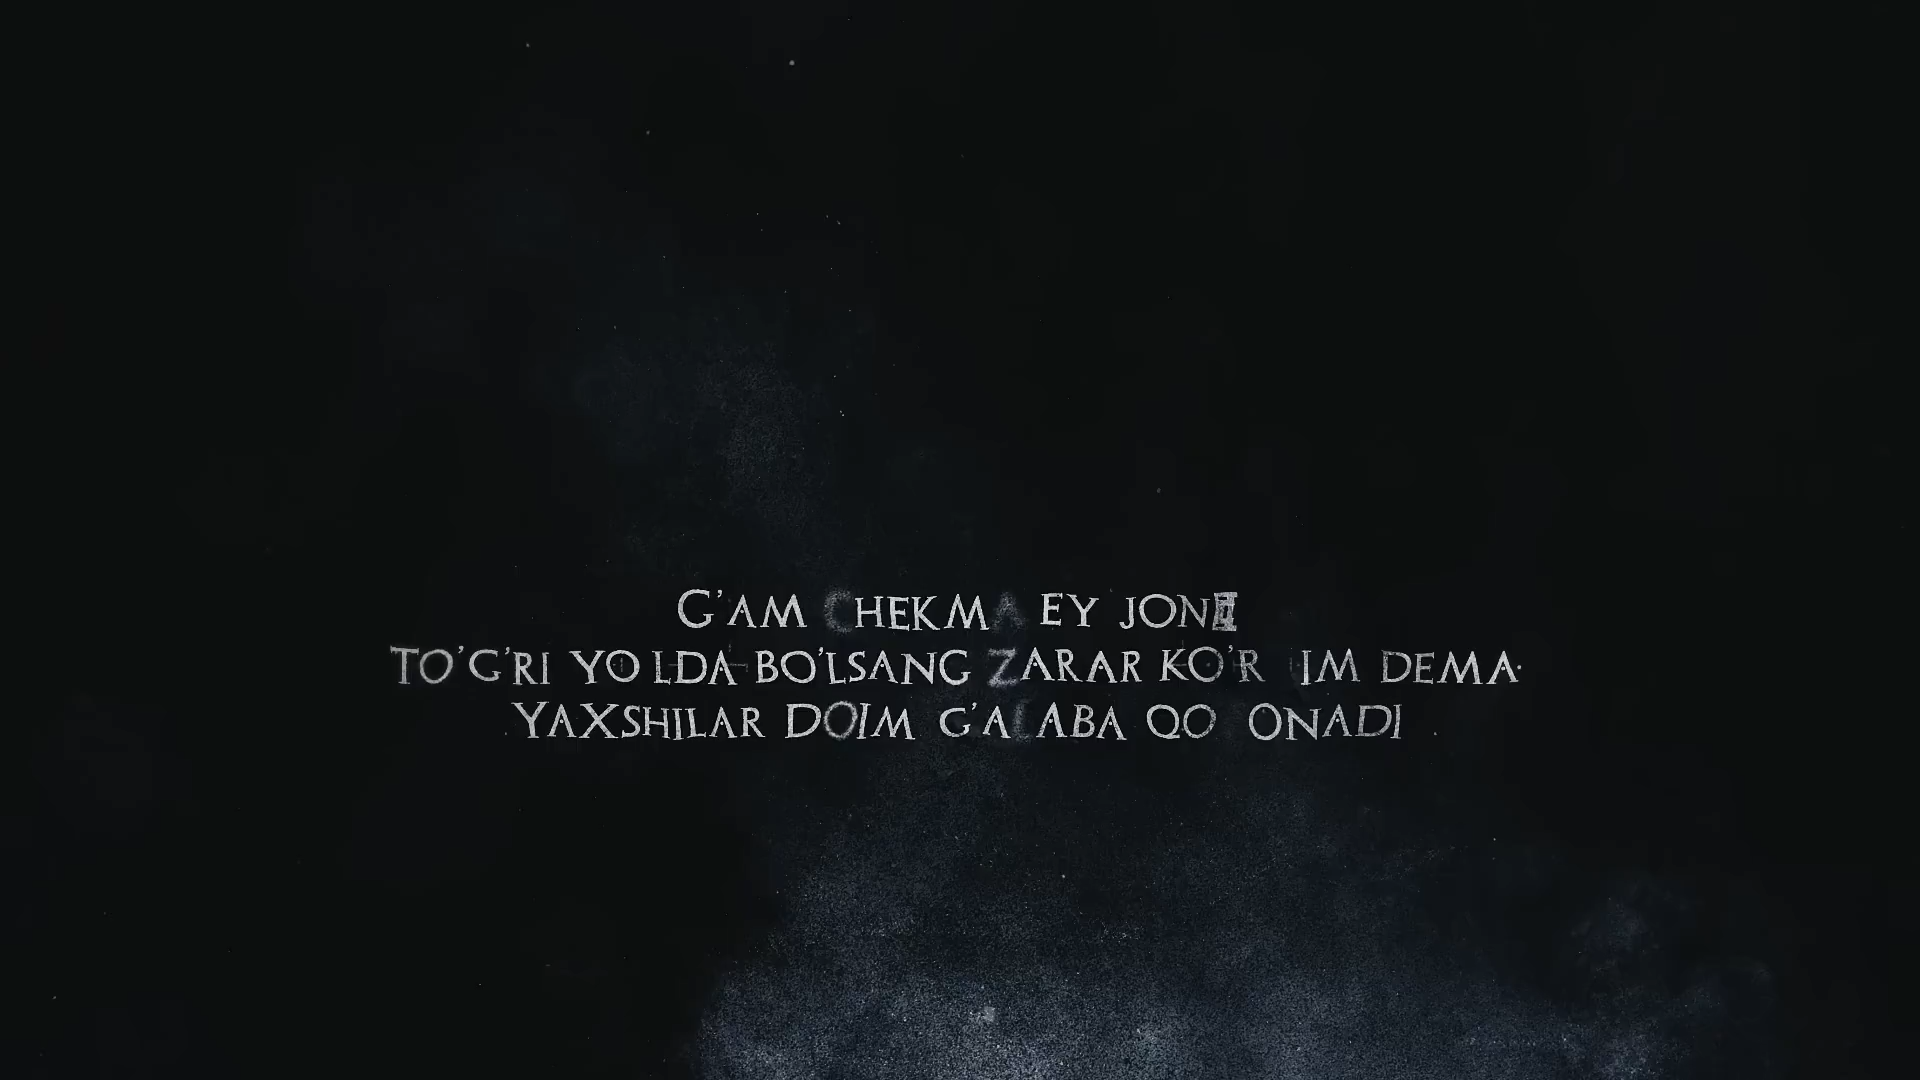 G'AM CHEKMA EY JON
TO'G'RI YO LDA BO'LSANG ZARAR KO'R IM DEMA
YAXSHILAR DOIM G'ALABA QO ONADI